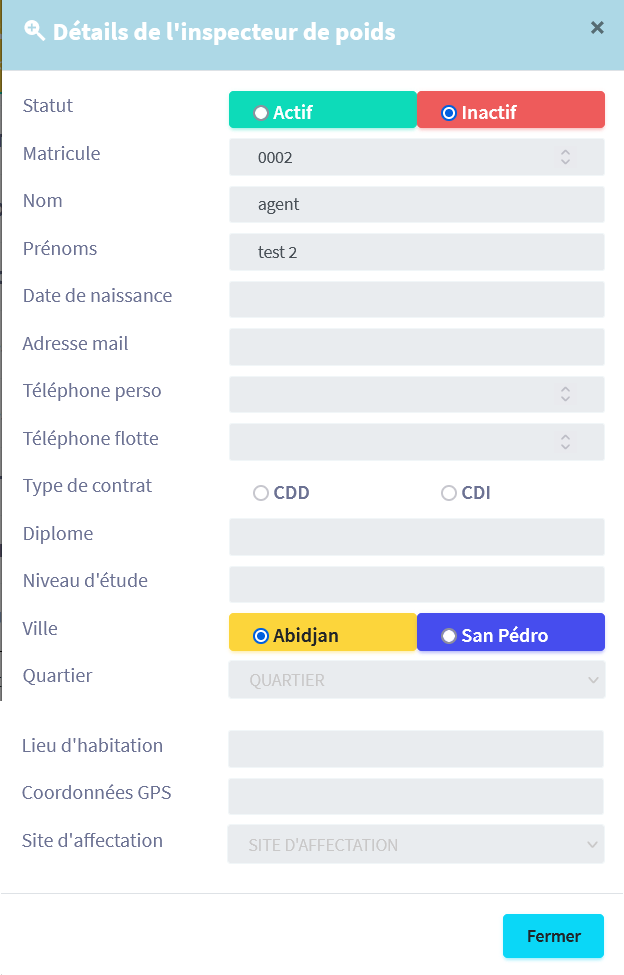 Détails de l'inspecteur de poids ×
Statut Actif Inactif
Matricule 0002
Nom agent
Prénoms test 2
Date de naissance
Adresse mail
Téléphone perso
Téléphone flotte
Type de contrat CDD CDI
Diplome
Niveau d'étude
Ville Abidjan San Pédro
Quartier QUARTIER
Lieu d'habitation
Coordonnées GPS
Site d'affectation SITE D'AFFECTATION
Fermer